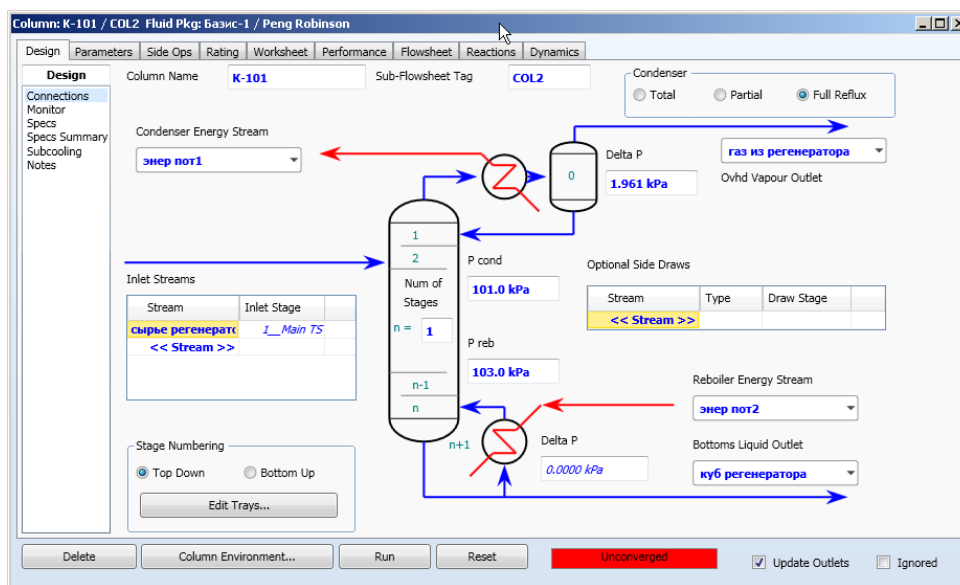 Column: K-101 / COL2 Fluid Pkg: Базис-1 / Peng Robinson
Design Parameters Side Ops Rating Worksheet Performance Flowsheet Reactions Dynamics
Design
Connections
Monitor
Specs
Specs Summary
Subcooling
Notes
Column Name K-101 Sub-Flowsheet Tag COL2
Condenser
Total Partial Full Reflux
Condenser Energy Stream
энер пот1
Delta P
1.961 kPa
газ из регенератора
Ovhd Vapour Outlet
0
1
2
Num of
Stages
n = 1
n-1
n
n+1
P cond
101.0 kPa
P reb
103.0 kPa
Inlet Streams
Stream Inlet Stage
сырье регенерато 1__Main TS
<< Stream >>
Optional Side Draws
Stream Type Draw Stage
<< Stream >>
Reboiler Energy Stream
энер пот2
Delta P
0.0000 kPa
Bottoms Liquid Outlet
куб регенератора
Stage Numbering
Top Down Bottom Up
Edit Trays...
Delete Column Environment... Run Reset Unconverged Update Outlets Ignored